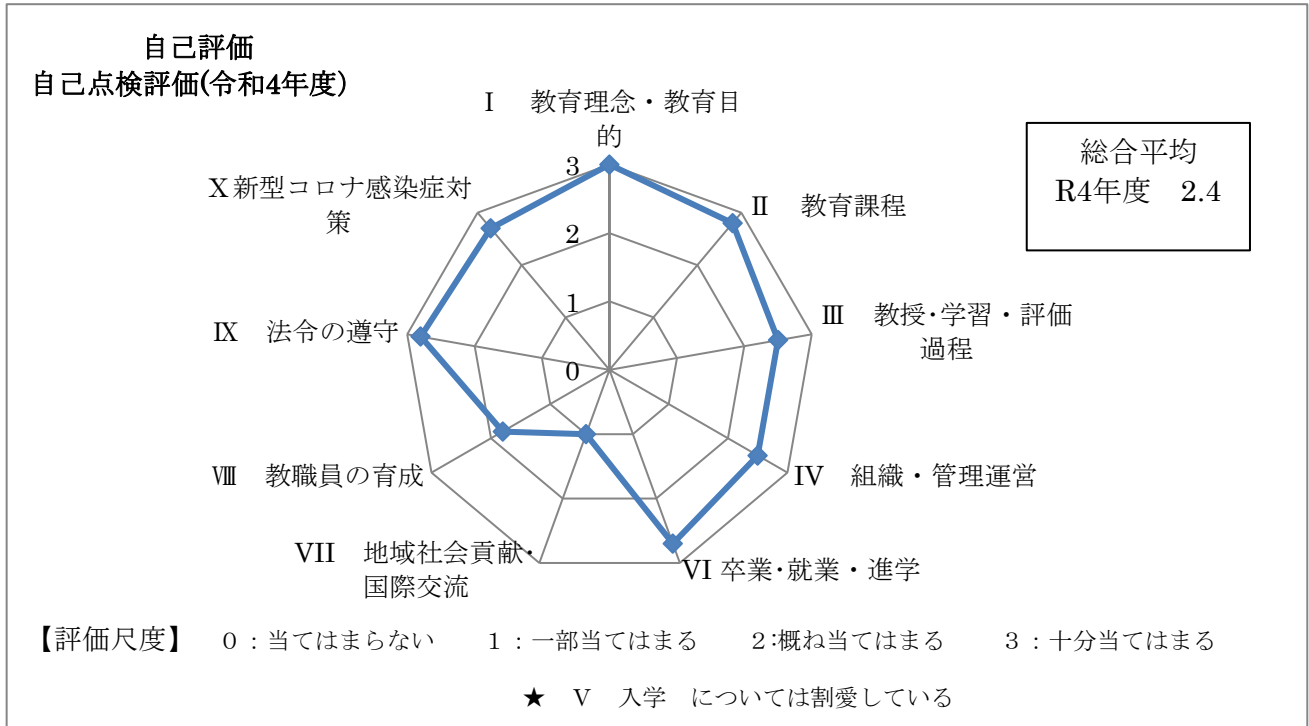 自己評価
自己点検評価(令和4年度)
Ⅰ　教育理念・教育目
的
総合平均
R4年度　2.4
Ⅹ新型コロナ感染症対
策
Ⅱ　教育課程
3
2
1
0
Ⅲ　教授・学習・評価
過程
Ⅸ　法令の遵守
Ⅳ　組織・管理運営
Ⅷ　教職員の育成
VII　地域社会貢献・
国際交流
Ⅵ 卒業・就業・進学
【評価尺度】　0：当てはまらない　　1：一部当てはまる　　2:概ね当てはまる　　3：十分当てはまる
★　Ⅴ　入学　については割愛している